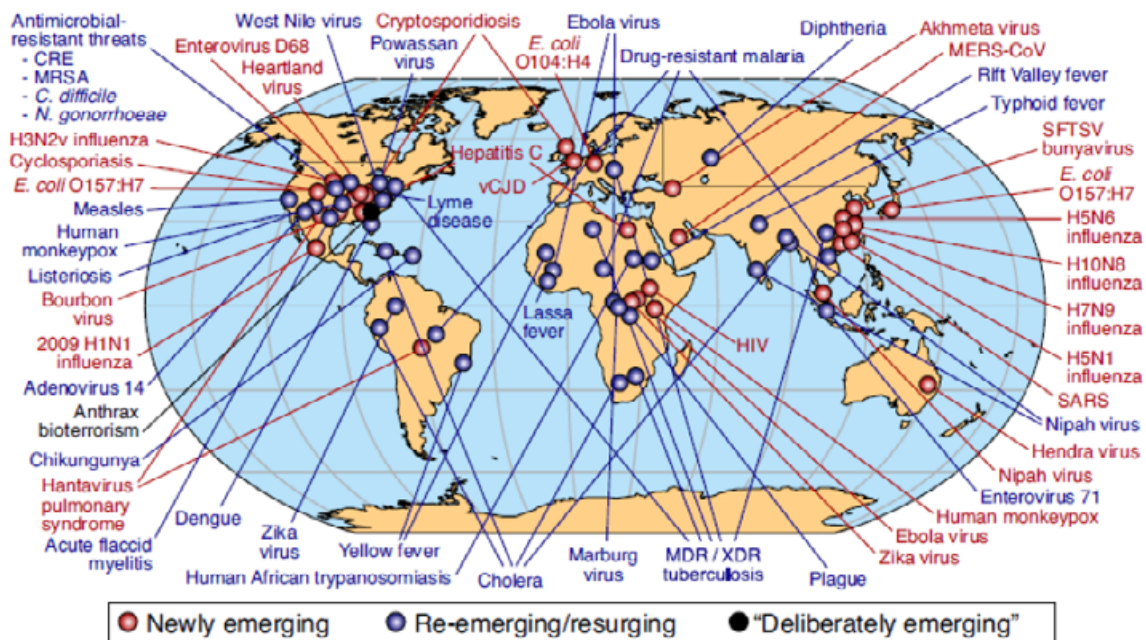 Antimicrobial-
resistant threats
- CRE
- MRSA
- C. difficile
- N. gonorrhoeae
West Nile virus
Enterovirus D68
Heartland
virus
Powassan
virus
Cryptosporidiosis
E. coli
O104:H4
Ebola virus
Drug-resistant malaria
Diphtheria
Akhmeta virus
MERS-CoV
Rift Valley fever
Typhoid fever
SFTSV
bunyavirus
E. coli
O157:H7
H5N6
influenza
H10N8
influenza
H7N9
influenza
H5N1
influenza
SARS
Nipah virus
Hendra virus
Nipah virus
Enterovirus 71
Human monkeypox
Ebola virus
Zika virus
H3N2v influenza
Cyclosporiasis
E. coli O157:H7
Measles
Human
monkeypox
Listeriosis
Bourbon
virus
2009 H1N1
influenza
Adenovirus 14
Anthrax
bioterrorism
Chikungunya
Hantavirus
pulmonary
syndrome
Acute flaccid
myelitis
Hepatitis C
vCJD
Lyme
disease
Lassa
fever
HIV
Dengue
Zika
virus
Yellow fever
Human African trypanosomiasis
Cholera
Marburg
virus
MDR / XDR
tuberculosis
Plague
Newly emerging
Re-emerging/resurging
“Deliberately emerging”